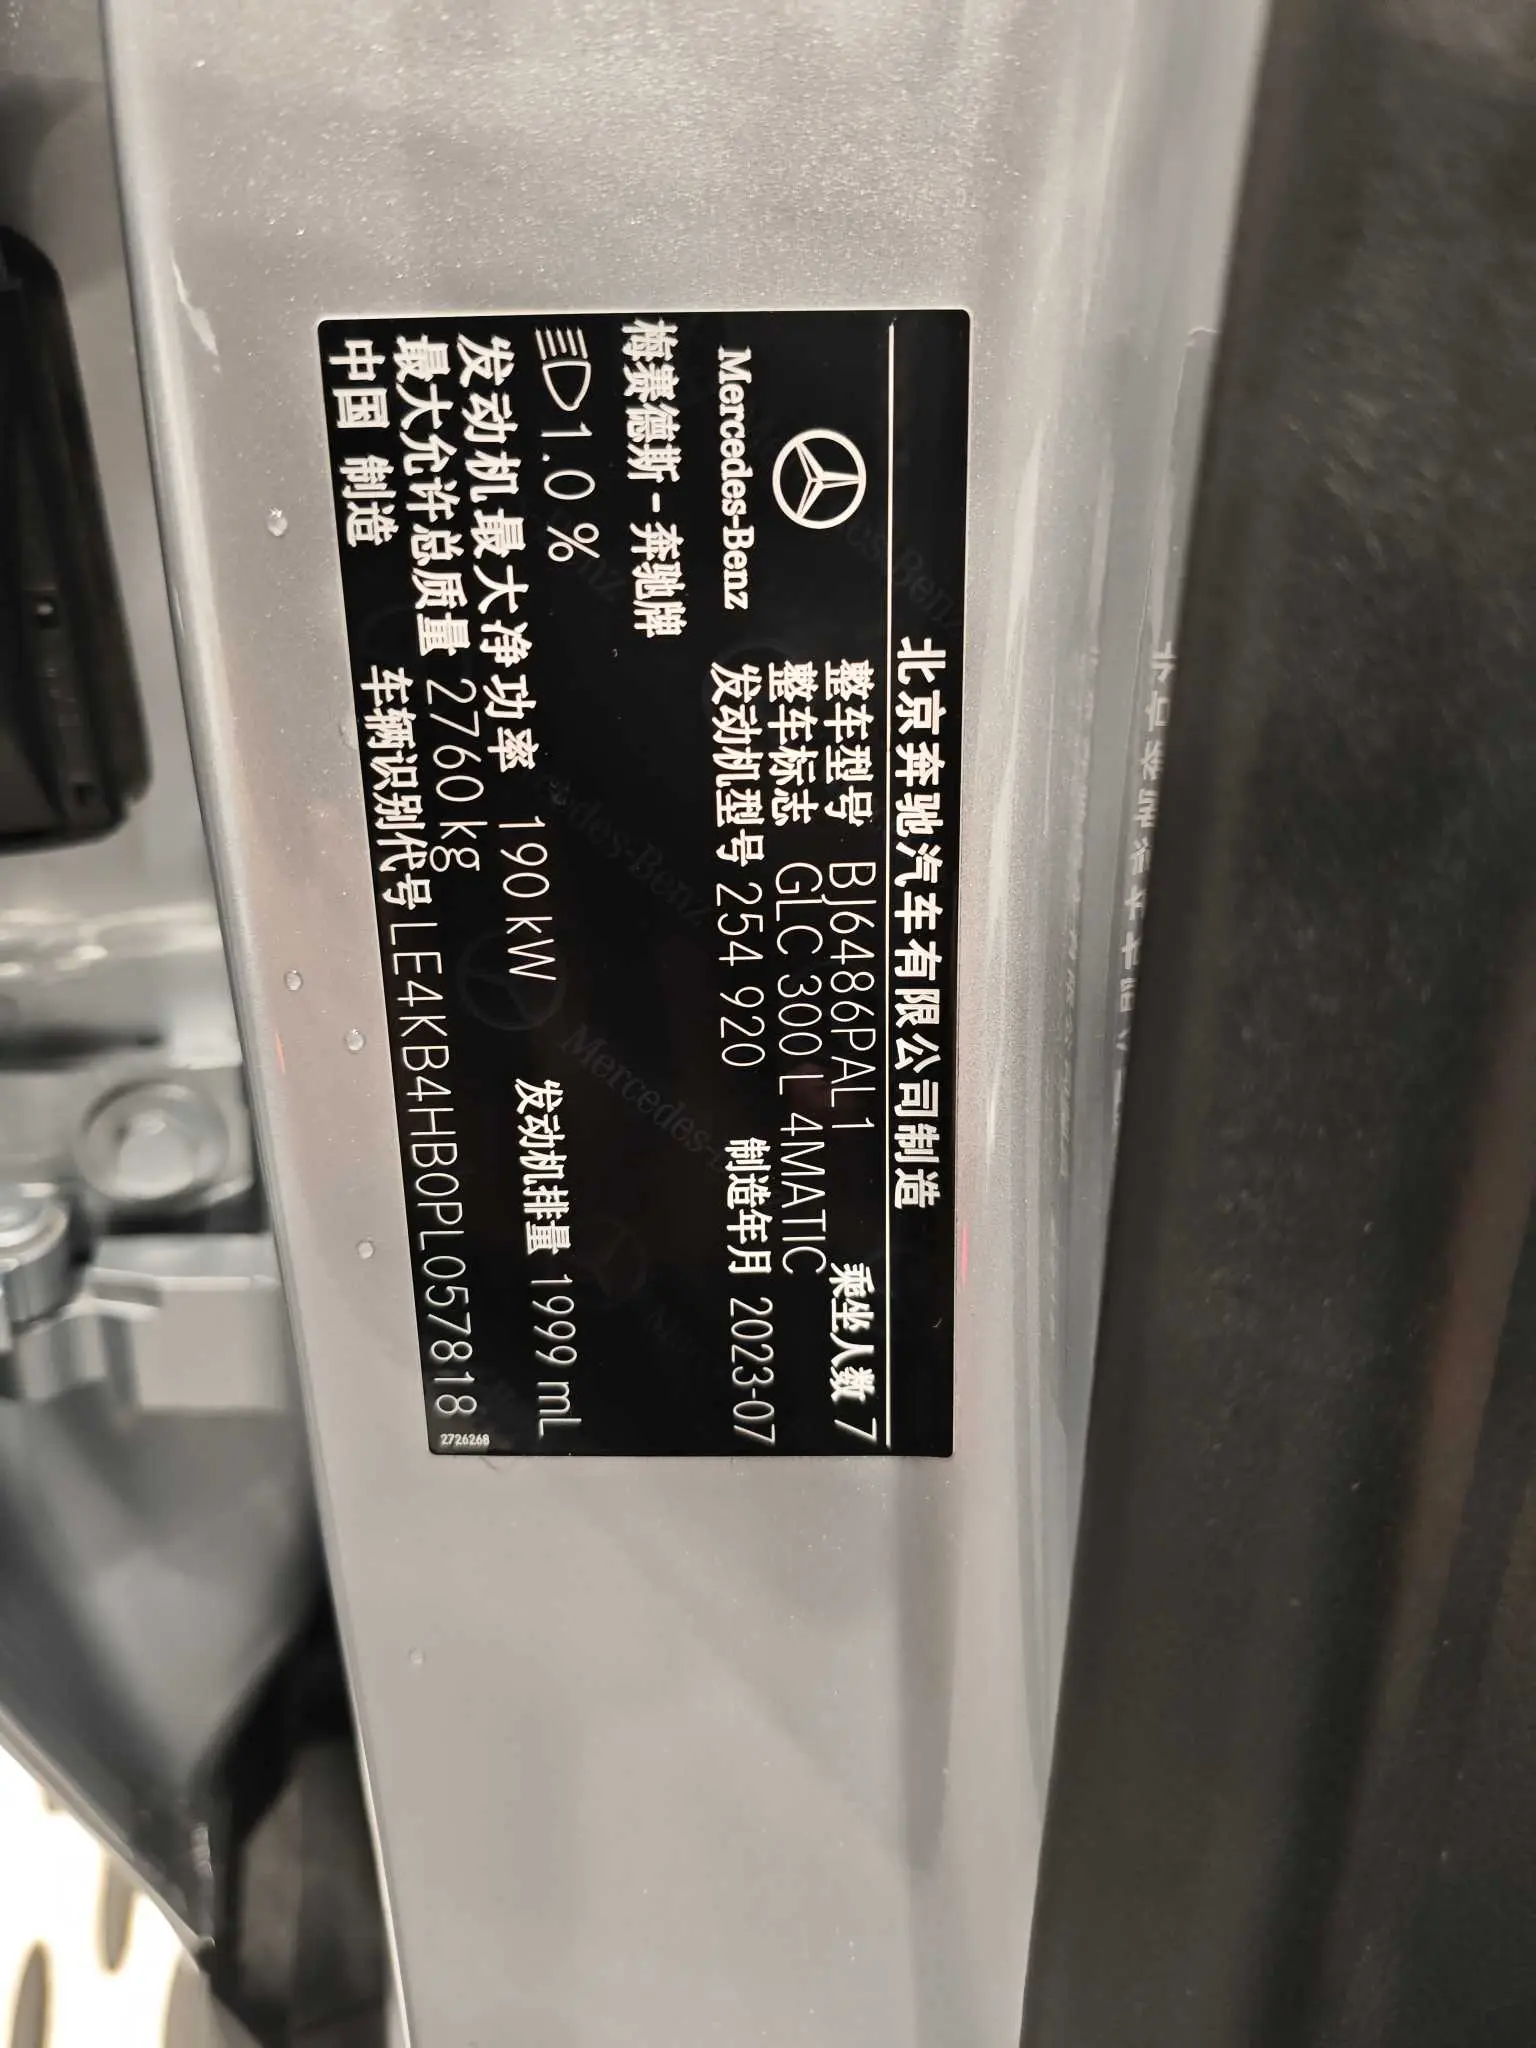 北京奔驰汽车有限公司制造
Mercedes-Benz
整车型号 BJ6486PAL1 乘坐人数 7
整车标志 GLC 300 L 4MATIC
发动机型号 254 920 制造年月 2023-07
梅赛德斯-奔驰牌
1.0 %
发动机最大净功率 190 kW 发动机排量 1999 mL
最大允许总质量 2760 kg
中国 制造 车辆识别代号 LE4KB4HB0PL057818
2726268